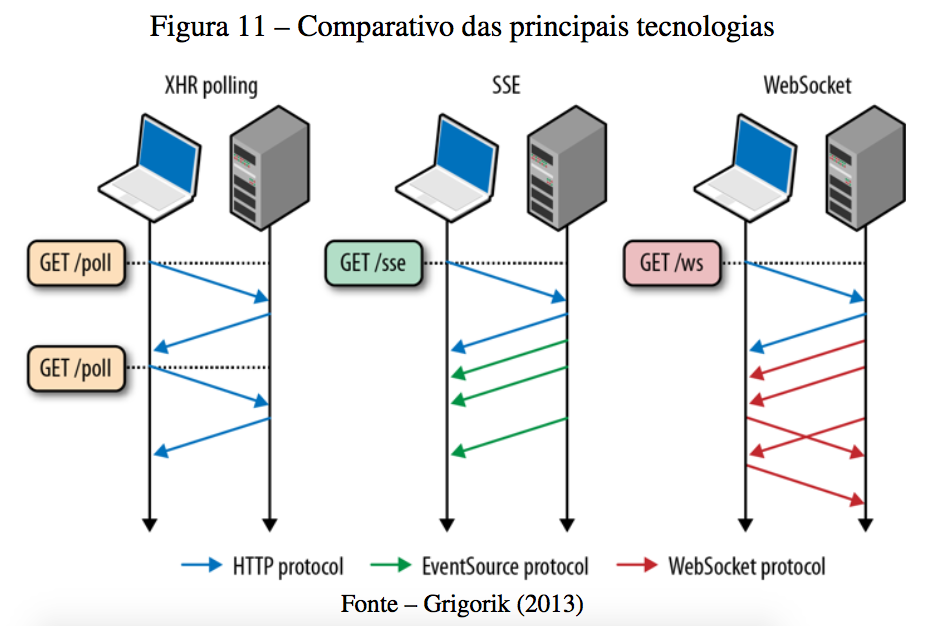 Figura 11 – Comparativo das principais tecnologias
XHR polling
SSE
WebSocket
GET /poll
GET /sse
GET /ws
GET /poll
HTTP protocol
EventSource protocol
WebSocket protocol
Fonte – Grigorik (2013)